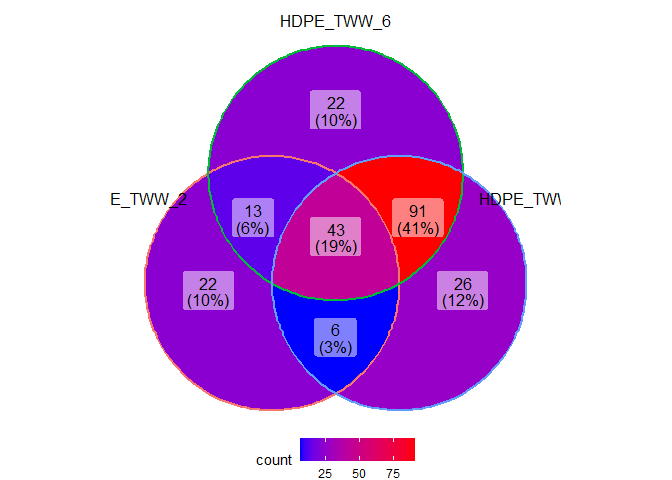 HDPE_TWW_6
22
(10%)
E_TWW_2
HDPE_TW
13
(6%)
43
(19%)
91
(41%)
22
(10%)
26
(12%)
6
(3%)
count
25 50 75